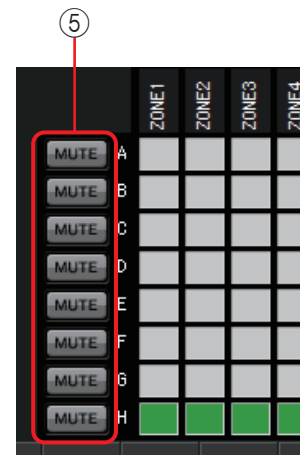 ⑤
ZONE1 ZONE2 ZONE3 ZONE4
MUTE A
MUTE B
MUTE C
MUTE D
MUTE E
MUTE F
MUTE G
MUTE H